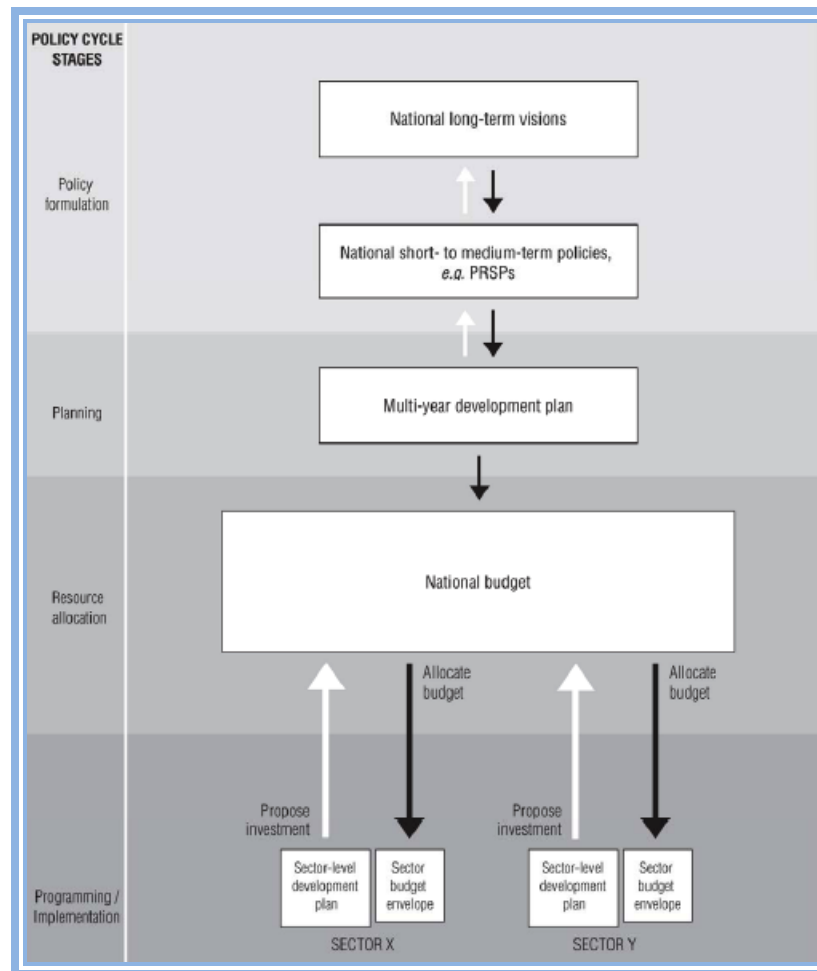 POLICY CYCLE
STAGES
National long-term visions
Policy
formulation
National short- to medium-term policies,
e.g. PRSPs
Planning
Multi-year development plan
National budget
Resource
allocation
Allocate
budget
Allocate
budget
Propose
investment
Propose
investment
Programming /
Implementation
Sector-level
development
plan
Sector
budget
envelope
Sector-level
development
plan
Sector
budget
envelope
SECTOR X
SECTOR Y